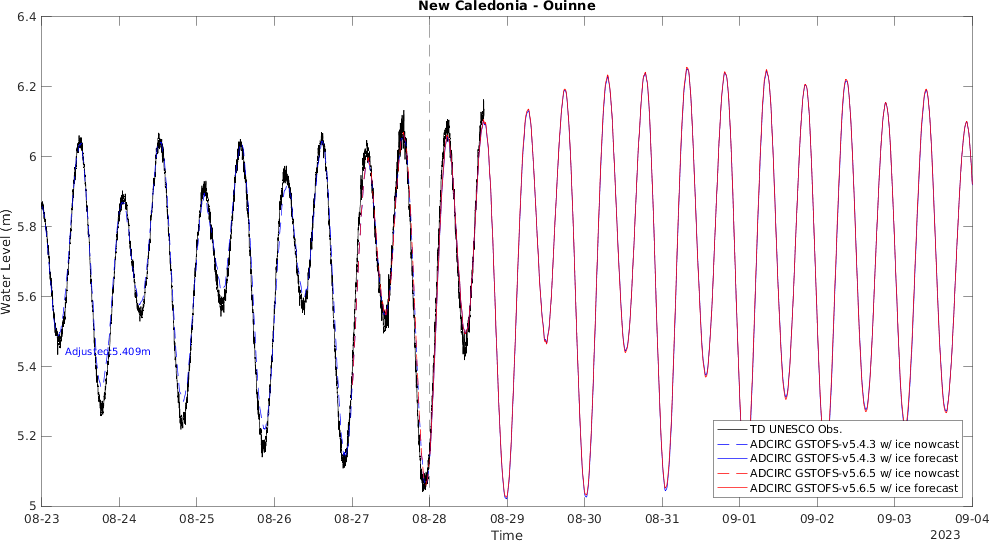 New Caledonia - Ouinne
6.4
6.2
6
5.8
5.6
5.4
5.2
5
Water Level (m)
Adjusted:5.409m
TD UNESCO Obs.
ADCIRC GSTOFS-v5.4.3 w/ ice nowcast
ADCIRC GSTOFS-v5.4.3 w/ ice forecast
ADCIRC GSTOFS-v5.6.5 w/ ice nowcast
ADCIRC GSTOFS-v5.6.5 w/ ice forecast
08-23 08-24 08-25 08-26 08-27 08-28 08-29 08-30 08-31 09-01 09-02 09-03 09-04
Time
2023